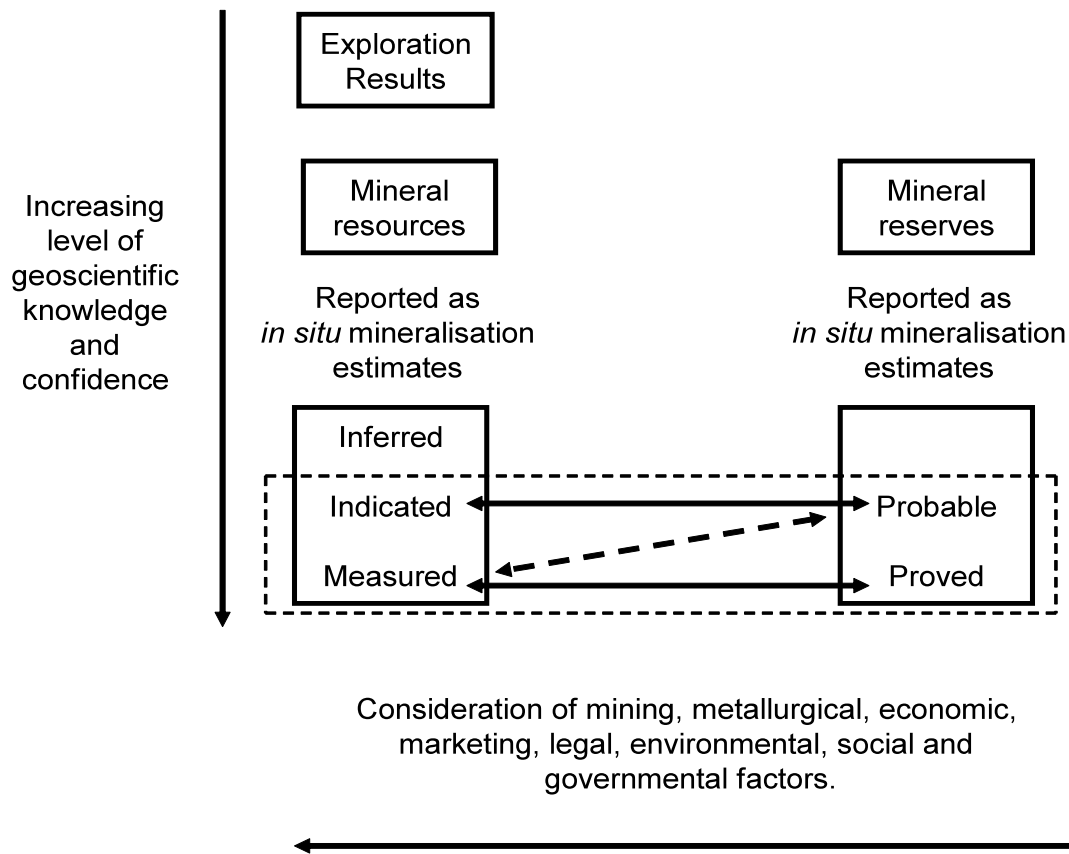 Exploration
Results
Mineral
resources
Mineral
reserves
Increasing
level of
geoscientific
knowledge
and
confidence
Reported as
in situ mineralisation
estimates
Reported as
in situ mineralisation
estimates
Inferred
Indicated
Measured
Probable
Proved
Consideration of mining, metallurgical, economic,
marketing, legal, environmental, social and
governmental factors.